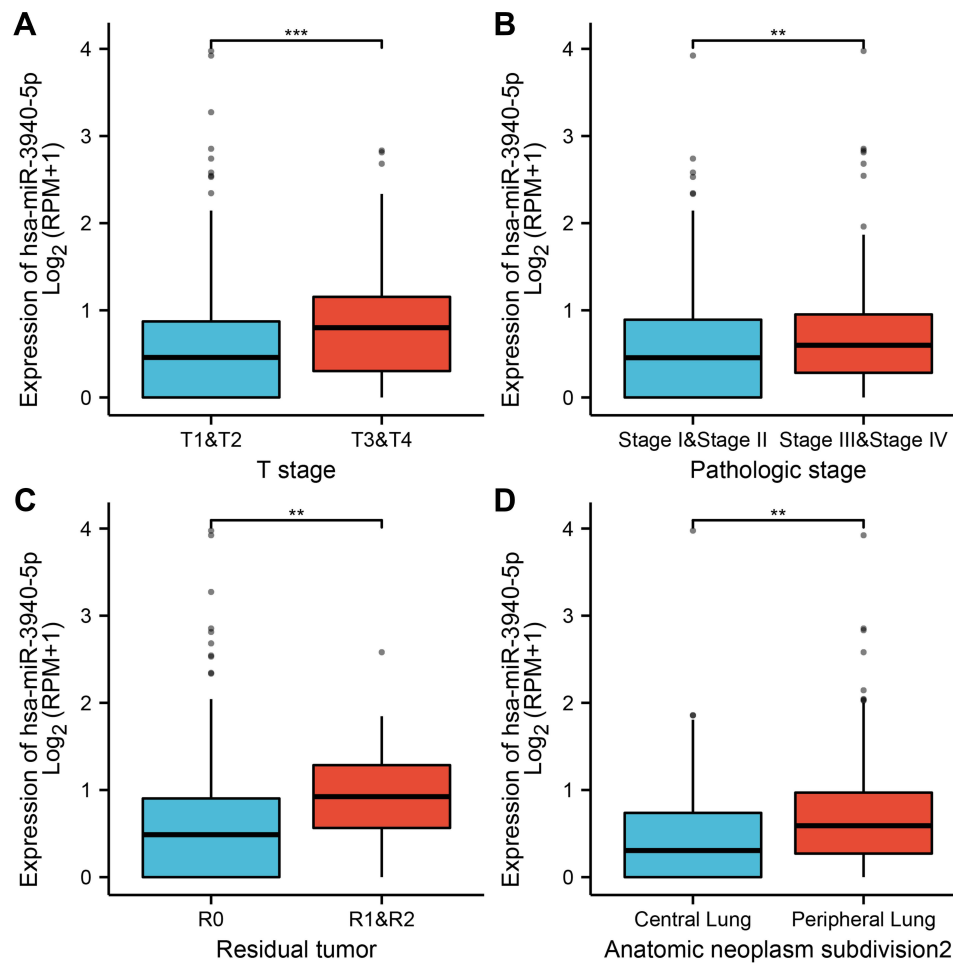 A
Expression of hsa-miR-3940-5p
Log₂ (RPM+1)
4
3
2
1
0
***
T1&T2 T3&T4
T stage
B
Expression of hsa-miR-3940-5p
Log₂ (RPM+1)
4
3
2
1
0
**
Stage I&Stage II Stage III&Stage IV
Pathologic stage
C
Expression of hsa-miR-3940-5p
Log₂ (RPM+1)
4
3
2
1
0
**
R0 R1&R2
Residual tumor
D
Expression of hsa-miR-3940-5p
Log₂ (RPM+1)
4
3
2
1
0
**
Central Lung Peripheral Lung
Anatomic neoplasm subdivision2